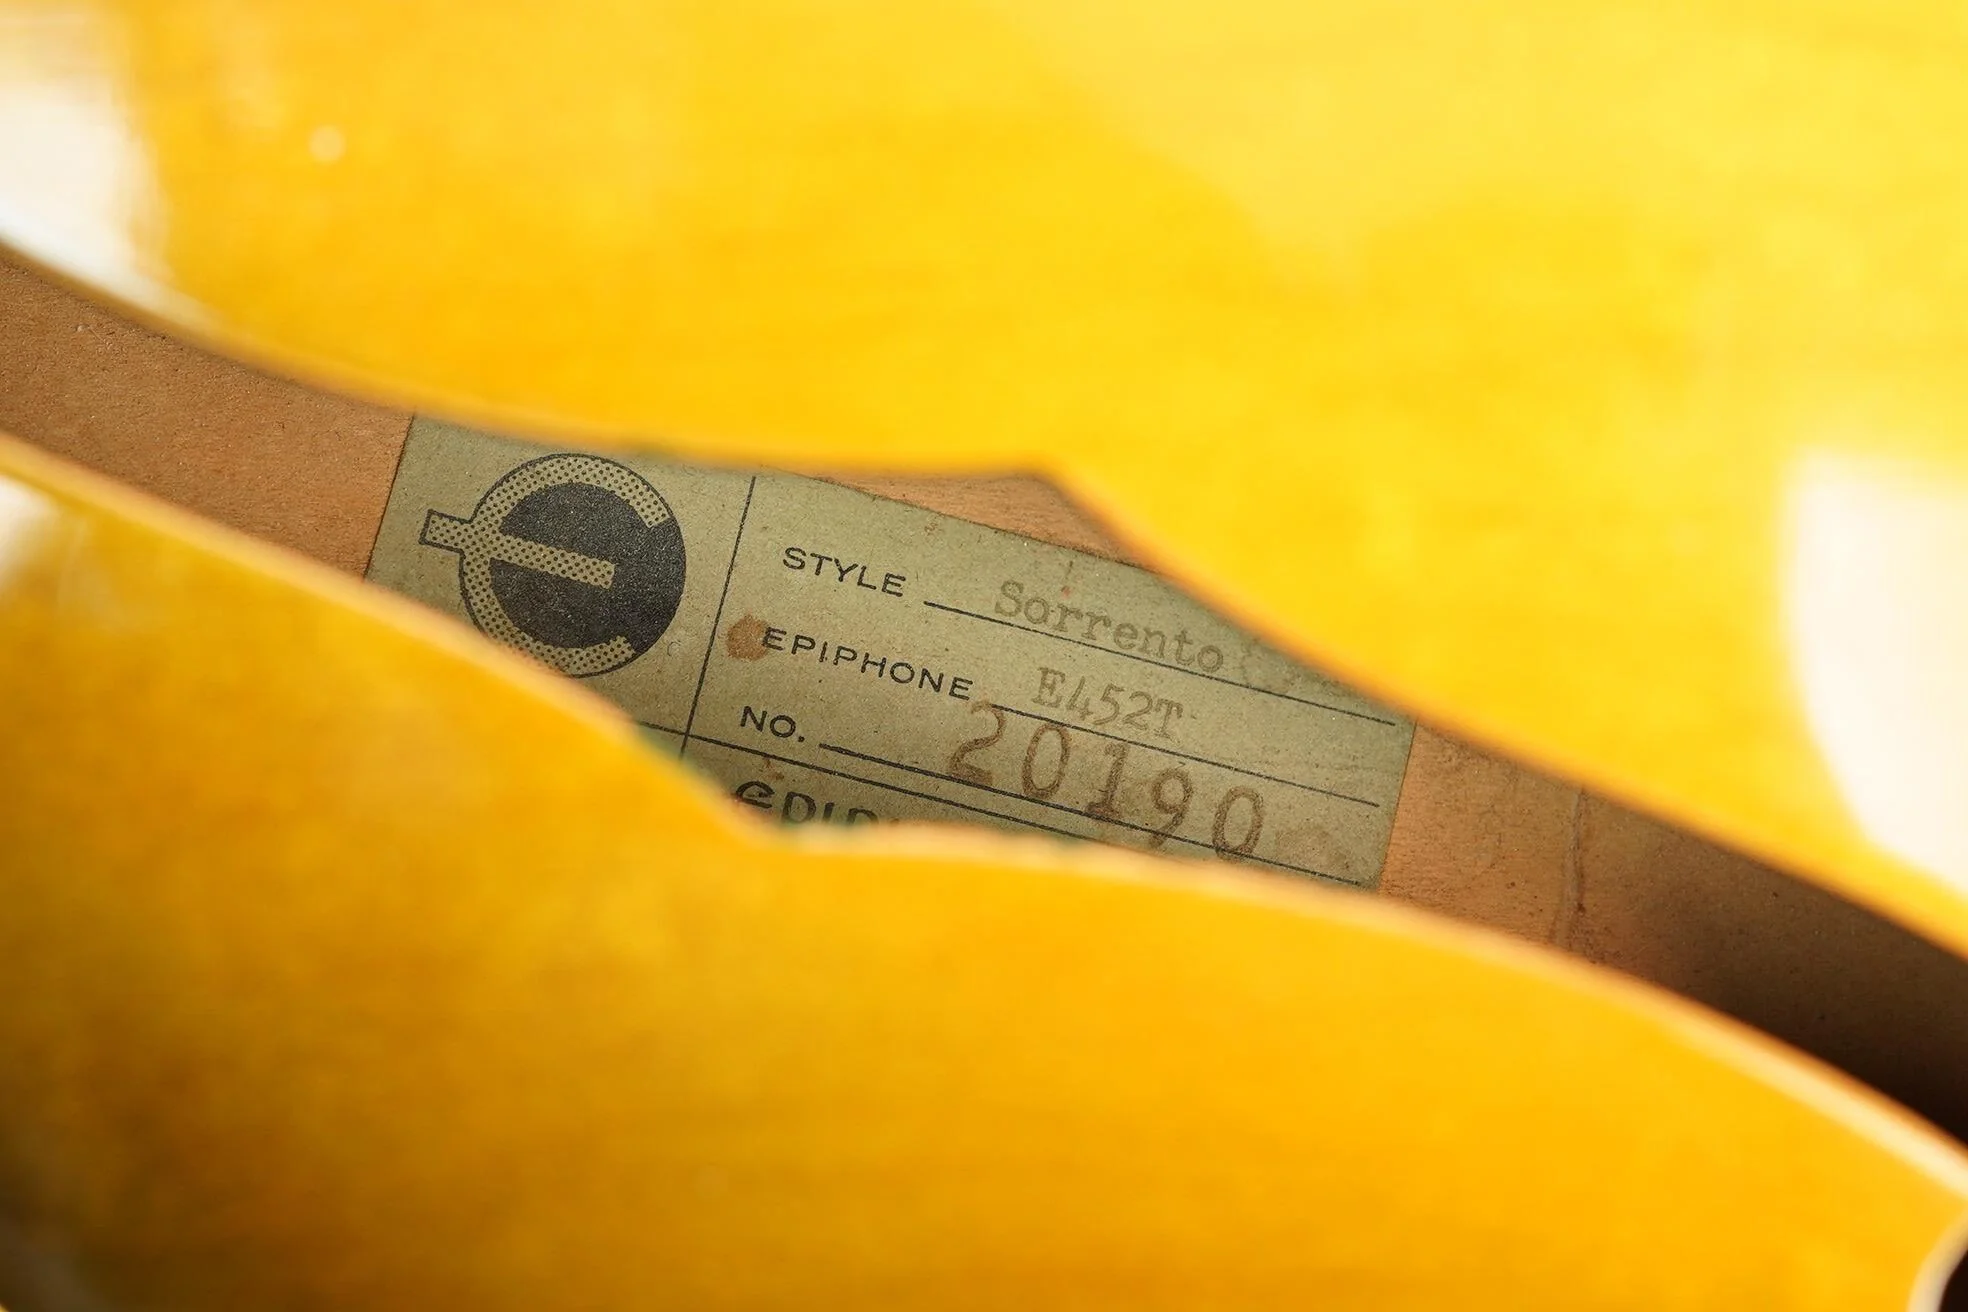 STYLE Sorrento
EPIPHONE E452T
NO. 20190